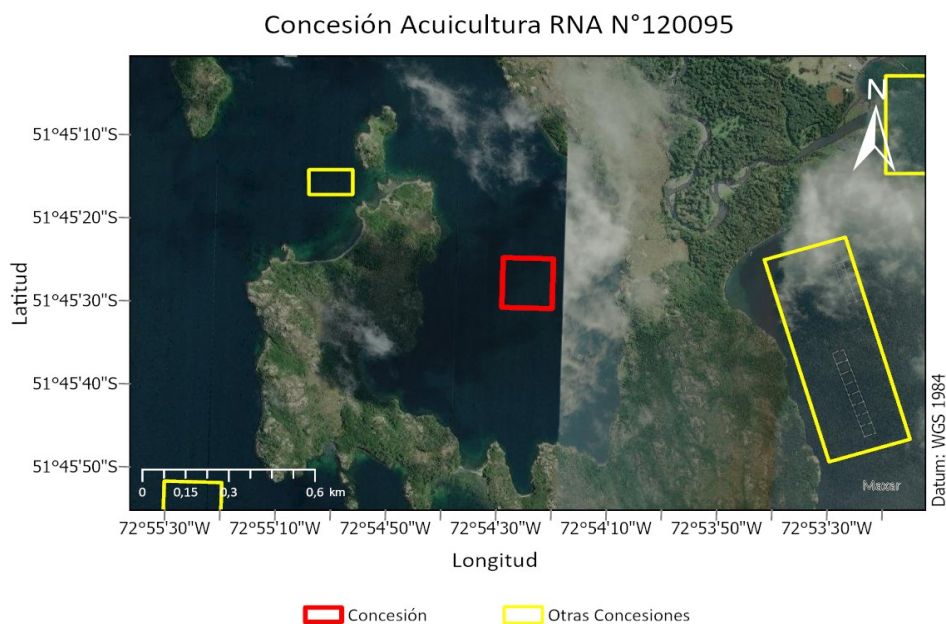 Concesión Acuicultura RNA N°120095
N
51°45'10"S
51°45'20"S
51°45'30"S
51°45'40"S
51°45'50"S
Latitud
0 0,15 0,3 0,6 km
Maxar
Datum: WGS 1984
72°55'30"W 72°55'10"W 72°54'50"W 72°54'30"W 72°54'10"W 72°53'50"W 72°53'30"W
Longitud
Concesión Otras Concesiones